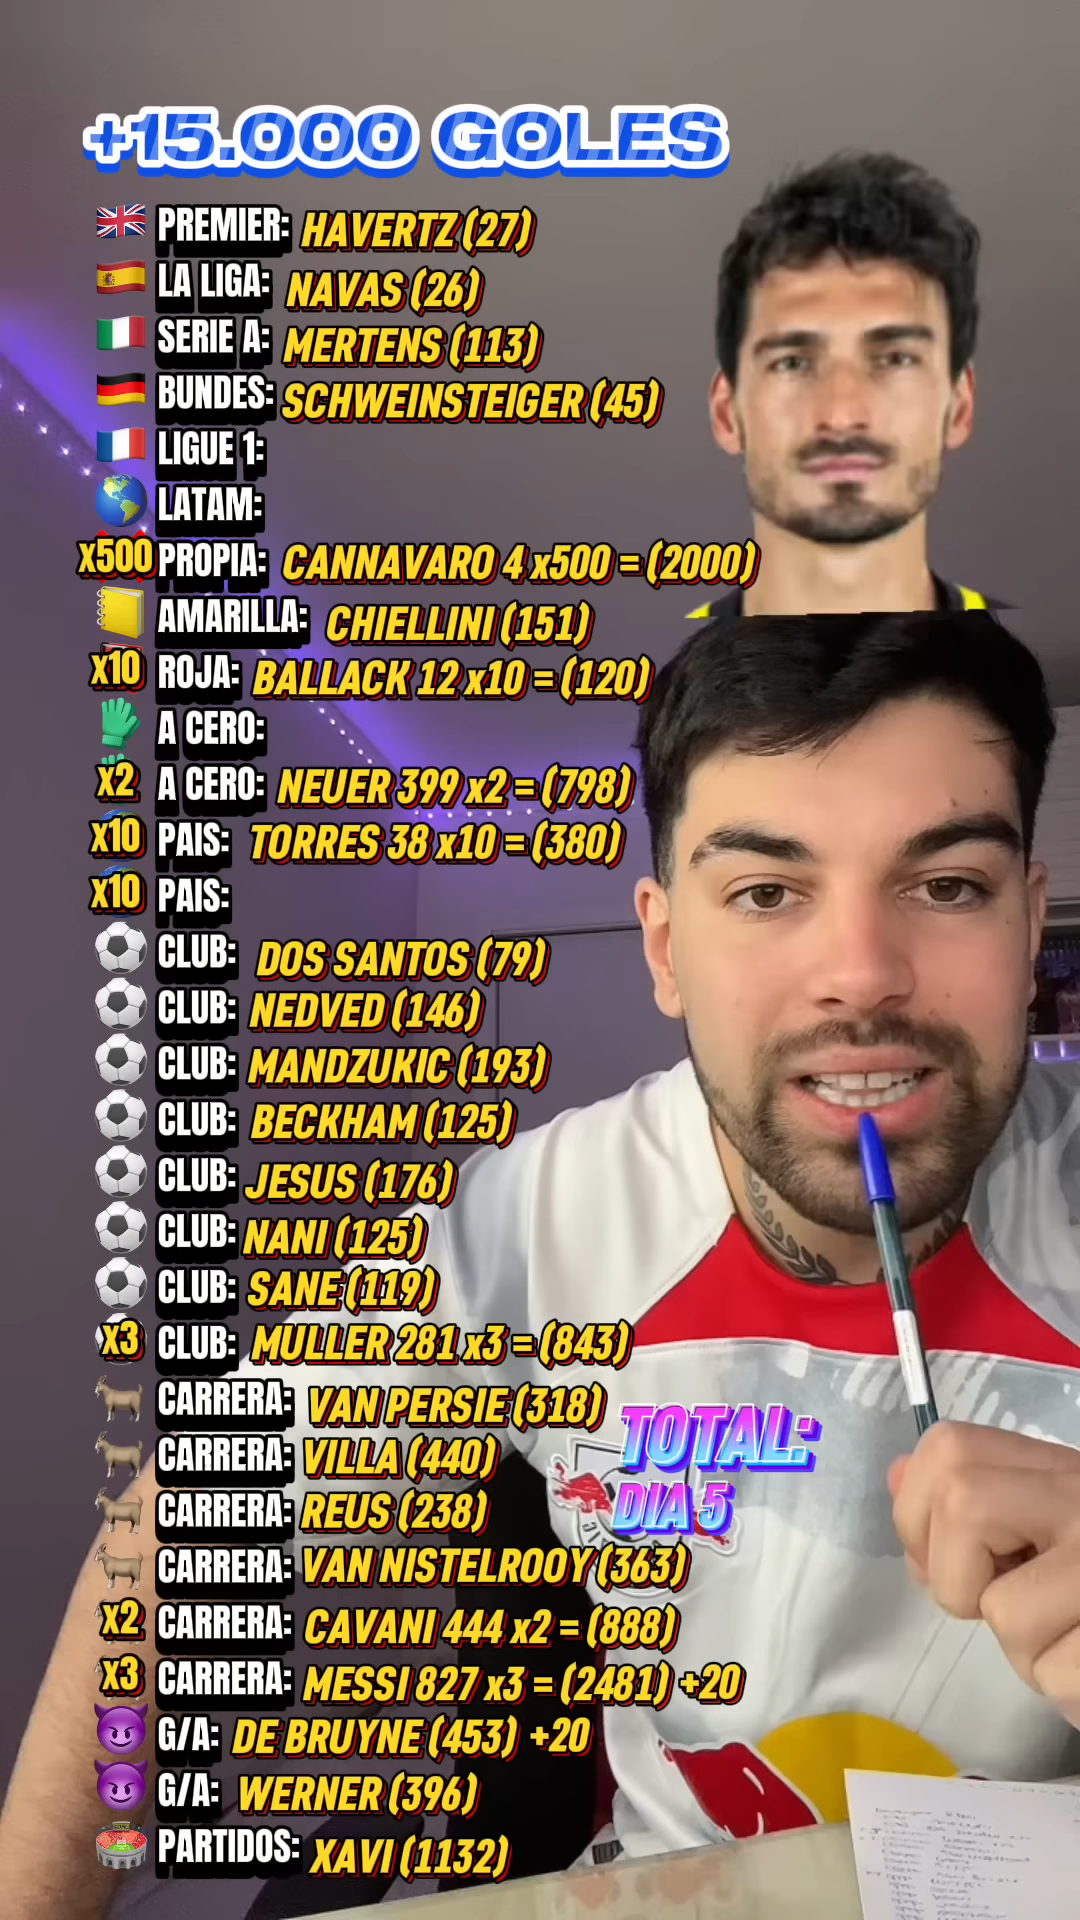 +15.000 GOLES
PREMIER: HAVERTZ (27)
LA LIGA: NAVAS (26)
SERIE A: MERTENS (113)
BUNDES: SCHWEINSTEIGER (45)
LIGUE 1:
LATAM:
x500 PROPIA: CANNAVARO 4 x500 = (2000)
AMARILLA: CHIELLINI (151)
x10 ROJA: BALLACK 12 x10 = (120)
A CERO:
x2 A CERO: NEUER 399 x2 = (798)
x10 PAIS: TORRES 38 x10 = (380)
x10 PAIS:
CLUB: DOS SANTOS (79)
CLUB: NEDVED (146)
CLUB: MANDZUKIC (193)
CLUB: BECKHAM (125)
CLUB: JESUS (176)
CLUB: NANI (125)
CLUB: SANE (119)
x3 CLUB: MULLER 281 x3 = (843)
CARRERA: VAN PERSIE (318)
CARRERA: VILLA (440)
CARRERA: REUS (238)
CARRERA: VAN NISTELROOY (363)
x2 CARRERA: CAVANI 444 x2 = (888)
x3 CARRERA: MESSI 827 x3 = (2481) +20
G/A: DE BRUYNE (453) +20
G/A: WERNER (396)
PARTIDOS: XAVI (1132)
TOTAL:
DIA 5